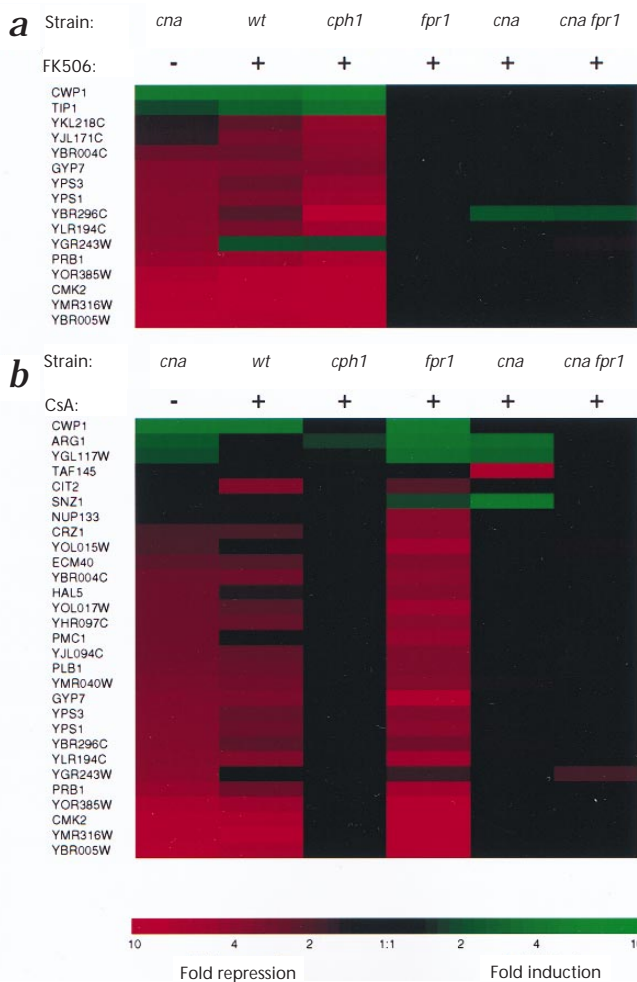 a Strain: cna wt cph1 fpr1 cna cna fpr1
FK506: - + + + + +
CWP1
TIP1
YKL218C
YJL171C
YBR004C
GYP7
YPS3
YPS1
YBR296C
YLR194C
YGR243W
PRB1
YOR385W
CMK2
YMR316W
YBR005W
b Strain: cna wt cph1 fpr1 cna cna fpr1
CsA: - + + + + +
CWP1
ARG1
YGL117W
TAF145
CIT2
SNZ1
NUP133
CRZ1
YOL015W
ECM40
YBR004C
HAL5
YOL017W
YHR097C
PMC1
YJL094C
PLB1
YMR040W
GYP7
YPS3
YPS1
YBR296C
YLR194C
YGR243W
PRB1
YOR385W
CMK2
YMR316W
YBR005W
10 4 2 1:1 2 4 10
Fold repression Fold induction